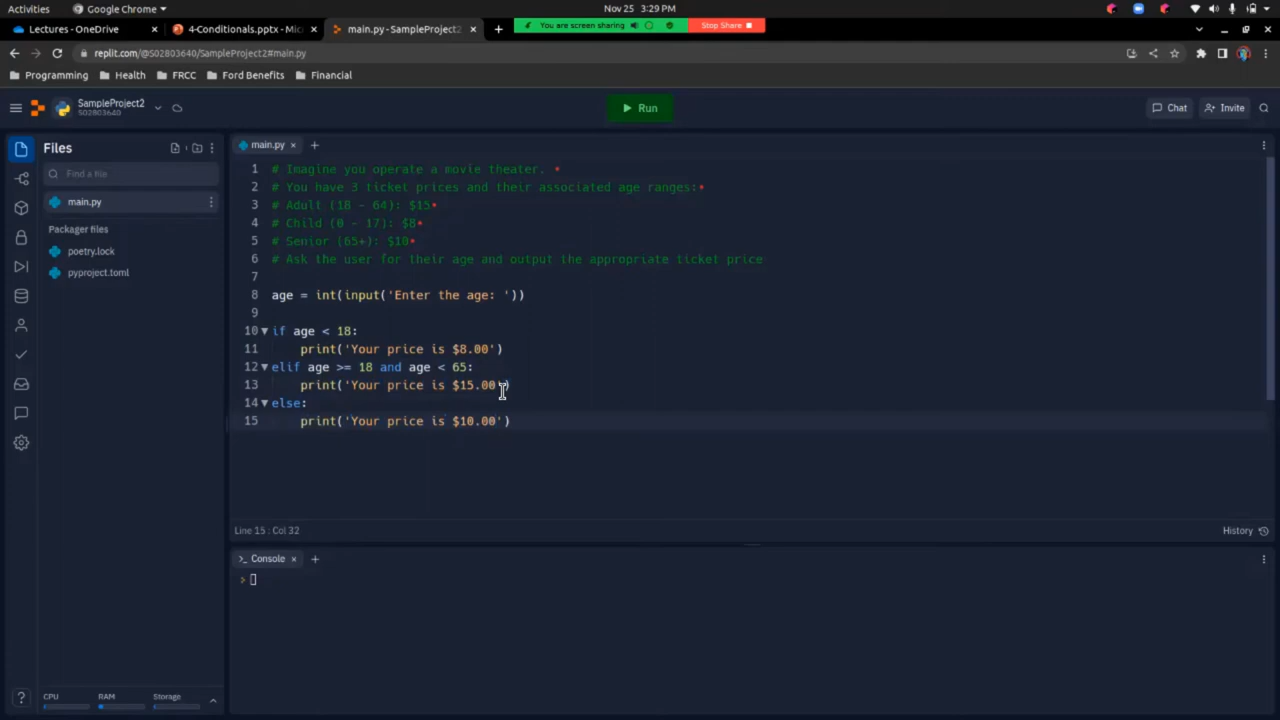 Activities
Google Chrome
Nov 25 3:29 PM
Lectures - OneDrive
4-Conditionals.pptx - Mic
main.py - SampleProject2
You are screen sharing
Stop Share
replit.com/@S02803640/SampleProject2#main.py
Programming
Health
FRCC
Ford Benefits
Financial
SampleProject2
S02803640
Run
Chat
Invite
Files
Find a file
main.py
Packager files
poetry.lock
pyproject.toml
CPU
RAM
Storage
main.py
1 # Imagine you operate a movie theater.
2 # You have 3 ticket prices and their associated age ranges:
3 # Adult (18 - 64): $15
4 # Child (0 - 17): $8
5 # Senior (65+): $10
6 # Ask the user for their age and output the appropriate ticket price
7
8 age = int(input('Enter the age: '))
9
10 if age < 18:
11 print('Your price is $8.00')
12 elif age >= 18 and age < 65:
13 print('Your price is $15.00')
14 else:
15 print('Your price is $10.00')
Line 15 : Col 32
History
>_ Console
>
?